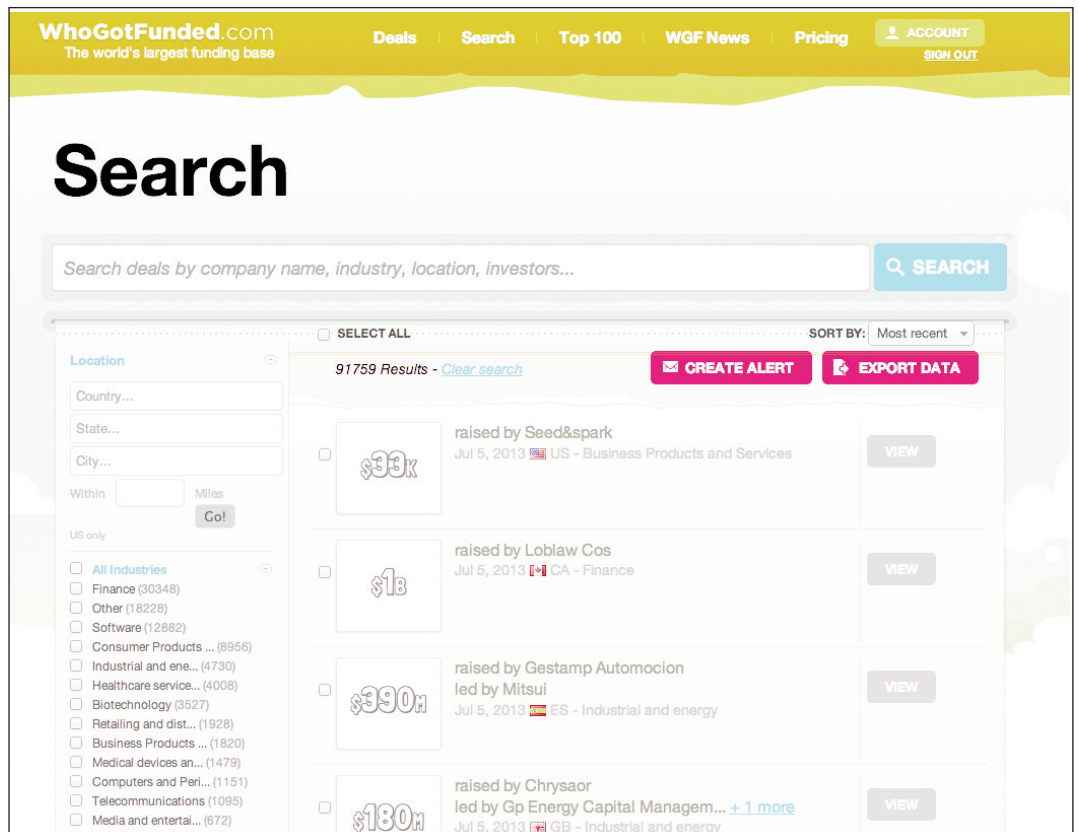 WhoGotFunded.com
The world's largest funding base
Deals
Search
Top 100
WGF News
Pricing
ACCOUNT
SIGN OUT
Search
Search deals by company name, industry, location, investors...
SEARCH
SELECT ALL
SORT BY: Most recent
Location
91759 Results - Clear search
CREATE ALERT
EXPORT DATA
Country...
State...
City...
Within
Miles
Go!
US only
All Industries
Finance (30348)
Other (18228)
Software (12882)
Consumer Products ... (8956)
Industrial and ene... (4730)
Healthcare service... (4008)
Biotechnology (3527)
Retailing and dist... (1928)
Business Products ... (1820)
Medical devices an... (1479)
Computers and Peri... (1151)
Telecommunications (1095)
Media and entertai... (672)
$33K
raised by Seed&spark
Jul 5, 2013 US - Business Products and Services
VIEW
$1B
raised by Loblaw Cos
Jul 5, 2013 CA - Finance
VIEW
$390M
raised by Gestamp Automocion
led by Mitsui
Jul 5, 2013 ES - Industrial and energy
VIEW
$180M
raised by Chrysaor
led by Gp Energy Capital Managem... + 1 more
Jul 5, 2013 GB - Industrial and energy
VIEW